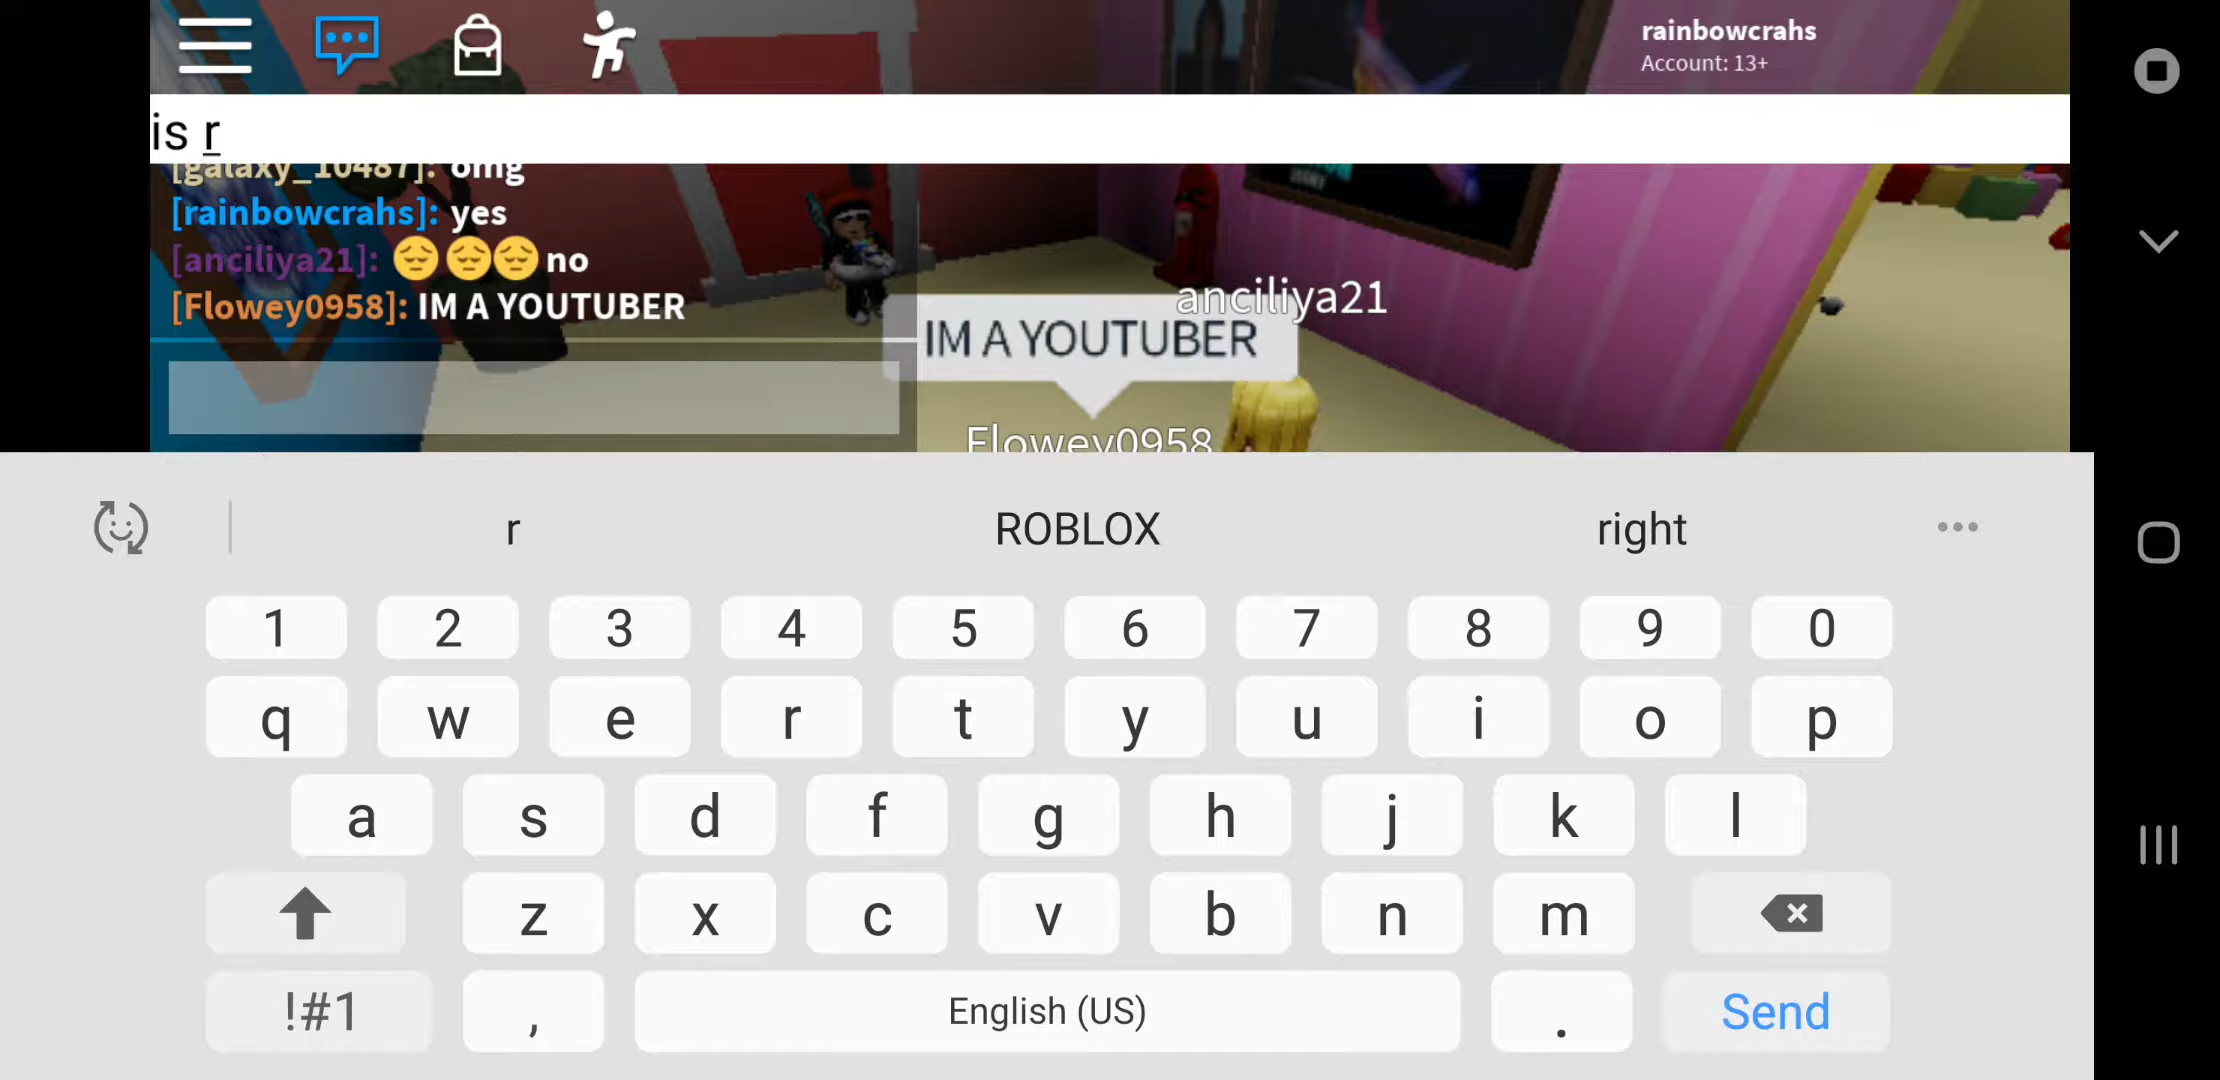 rainbowcrahs
Account: 13+
is r
[galaxy_10487]: omg
[rainbowcrahs]: yes
[anciliya21]: 😔😔😔 no
[Flowey0958]: IM A YOUTUBER
anciliya21
IM A YOUTUBER
Flowey0958
r ROBLOX right
1 2 3 4 5 6 7 8 9 0
q w e r t y u i o p
a s d f g h j k l
z x c v b n m
!#1 , English (US) . Send